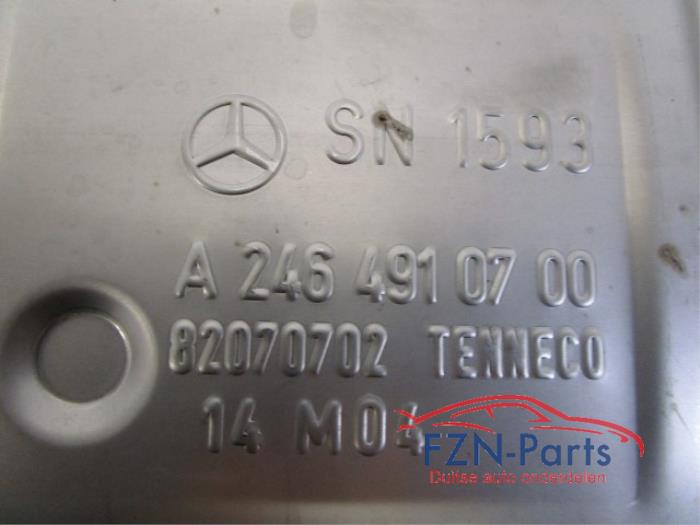 SN 1593
A 246 491 07 00
82070702 TENNECO
14 M04
FZN-Parts
Duitse auto onderdelen